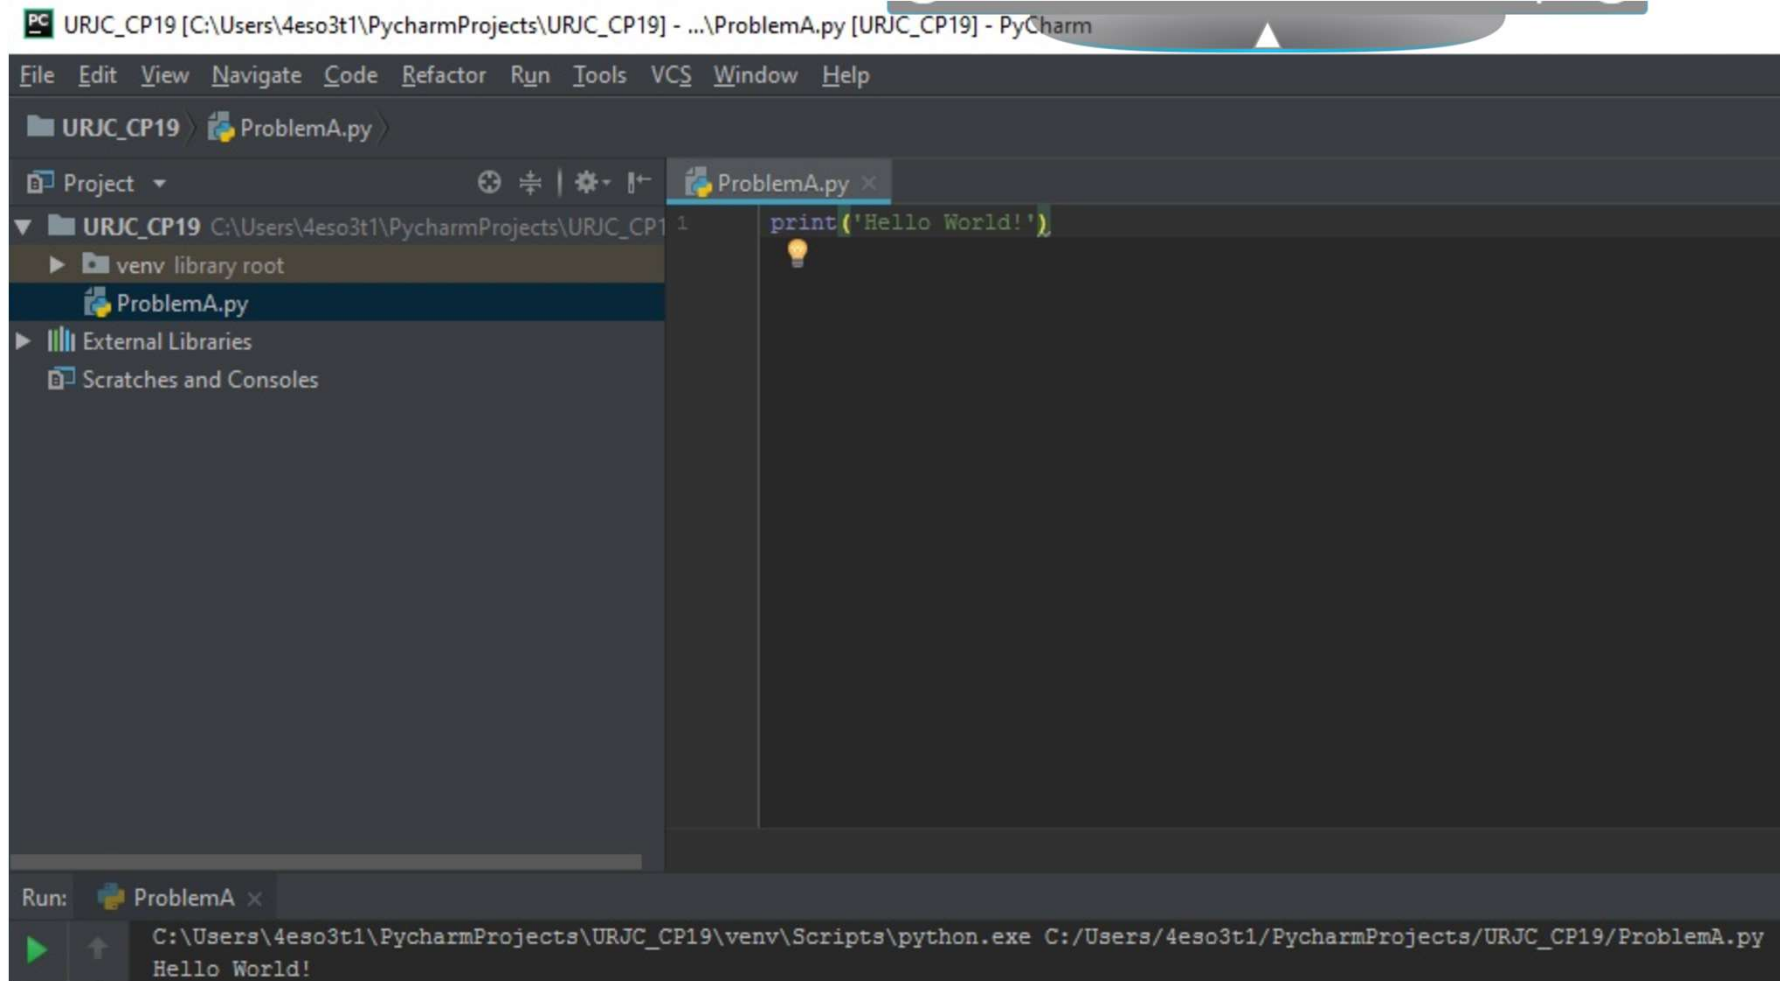 PC URJC_CP19 [C:\Users\4eso3t1\PycharmProjects\URJC_CP19] - ...\ProblemA.py [URJC_CP19] - PyCharm
File Edit View Navigate Code Refactor Run Tools VCS Window Help
URJC_CP19 ProblemA.py
Project ProblemA.py
URJC_CP19 C:\Users\4eso3t1\PycharmProjects\URJC_CP1 1 print('Hello World!')
venv library root
ProblemA.py
External Libraries
Scratches and Consoles
Run: ProblemA
C:\Users\4eso3t1\PycharmProjects\URJC_CP19\venv\Scripts\python.exe C:/Users/4eso3t1/PycharmProjects/URJC_CP19/ProblemA.py
Hello World!